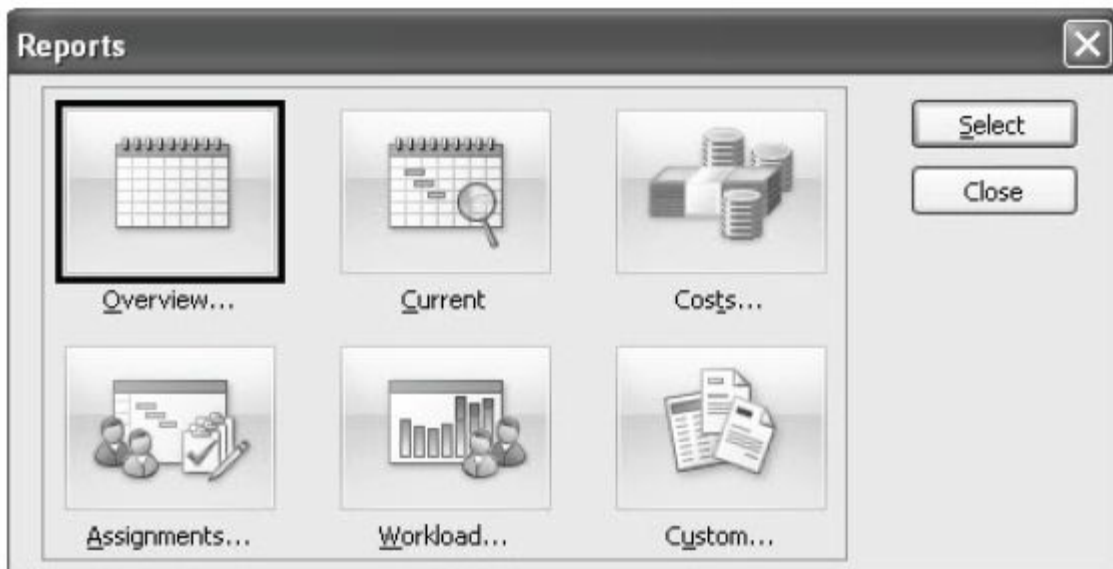 Reports
Select
Close
Overview...
Current
Costs...
Assignments...
Workload...
Custom...